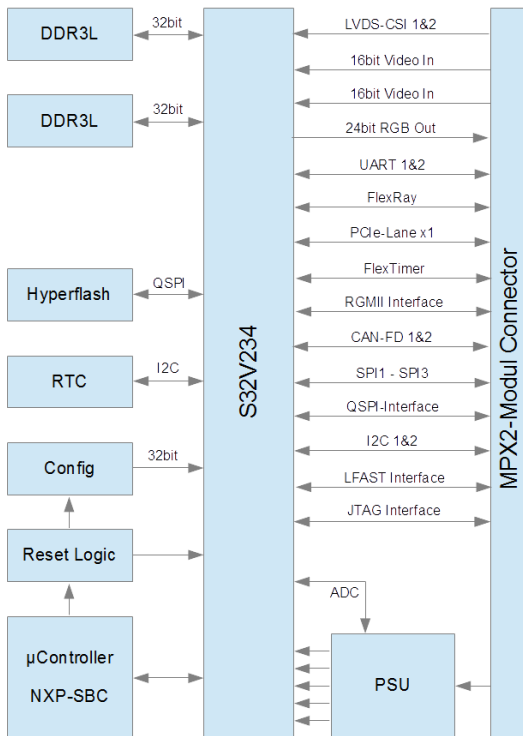 DDR3L
32bit
DDR3L
32bit
Hyperflash
QSPI
RTC
I2C
Config
32bit
Reset Logic
µController
NXP-SBC
S32V234
LVDS-CSI 1&2
16bit Video In
16bit Video In
24bit RGB Out
UART 1&2
FlexRay
PCIe-Lane x1
FlexTimer
RGMII Interface
CAN-FD 1&2
SPI1 - SPI3
QSPI-Interface
I2C 1&2
LFAST Interface
JTAG Interface
ADC
PSU
MPX2-Modul Connector